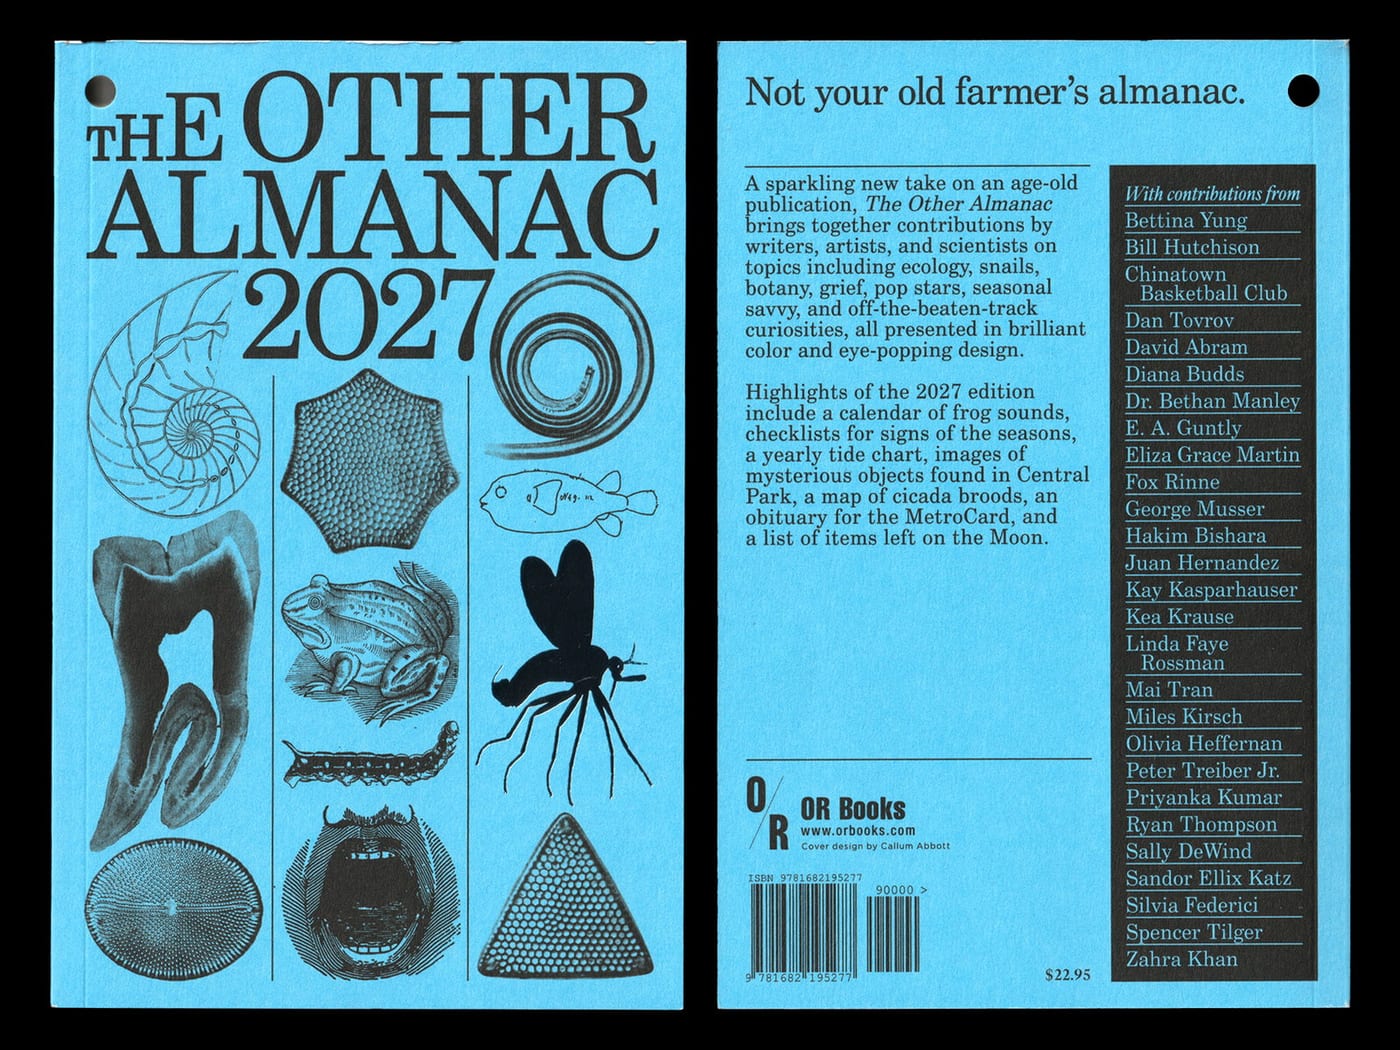 THE OTHER
ALMANAC
2027
Not your old farmer's almanac.
A sparkling new take on an age-old
publication, The Other Almanac
brings together contributions by
writers, artists, and scientists on
topics including ecology, snails,
botany, grief, pop stars, seasonal
savvy, and off-the-beaten-track
curiosities, all presented in brilliant
color and eye-popping design.
Highlights of the 2027 edition
include a calendar of frog sounds,
checklists for signs of the seasons,
a yearly tide chart, images of
mysterious objects found in Central
Park, a map of cicada broods, an
obituary for the MetroCard, and
a list of items left on the Moon.
O/R
OR Books
www.orbooks.com
Cover design by Callum Abbott
ISBN 9781682195277
90000 >
9 781682 195277
$22.95
With contributions from
Bettina Yung
Bill Hutchison
Chinatown
Basketball Club
Dan Tovrov
David Abram
Diana Budds
Dr. Bethan Manley
E. A. Guntly
Eliza Grace Martin
Fox Rinne
George Musser
Hakim Bishara
Juan Hernandez
Kay Kasparhauser
Kea Krause
Linda Faye
Rossman
Mai Tran
Miles Kirsch
Olivia Heffernan
Peter Treiber Jr.
Priyanka Kumar
Ryan Thompson
Sally DeWind
Sandor Ellix Katz
Silvia Federici
Spencer Tilger
Zahra Khan